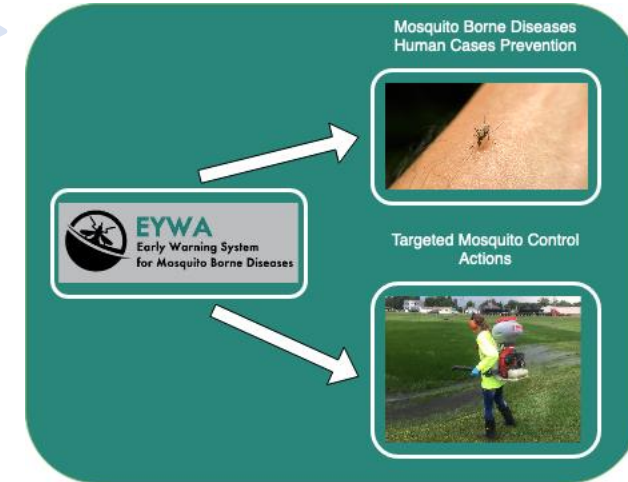 Mosquito Borne Diseases
Human Cases Prevention
EYWA
Early Warning System
for Mosquito Borne Diseases
Targeted Mosquito Control
Actions